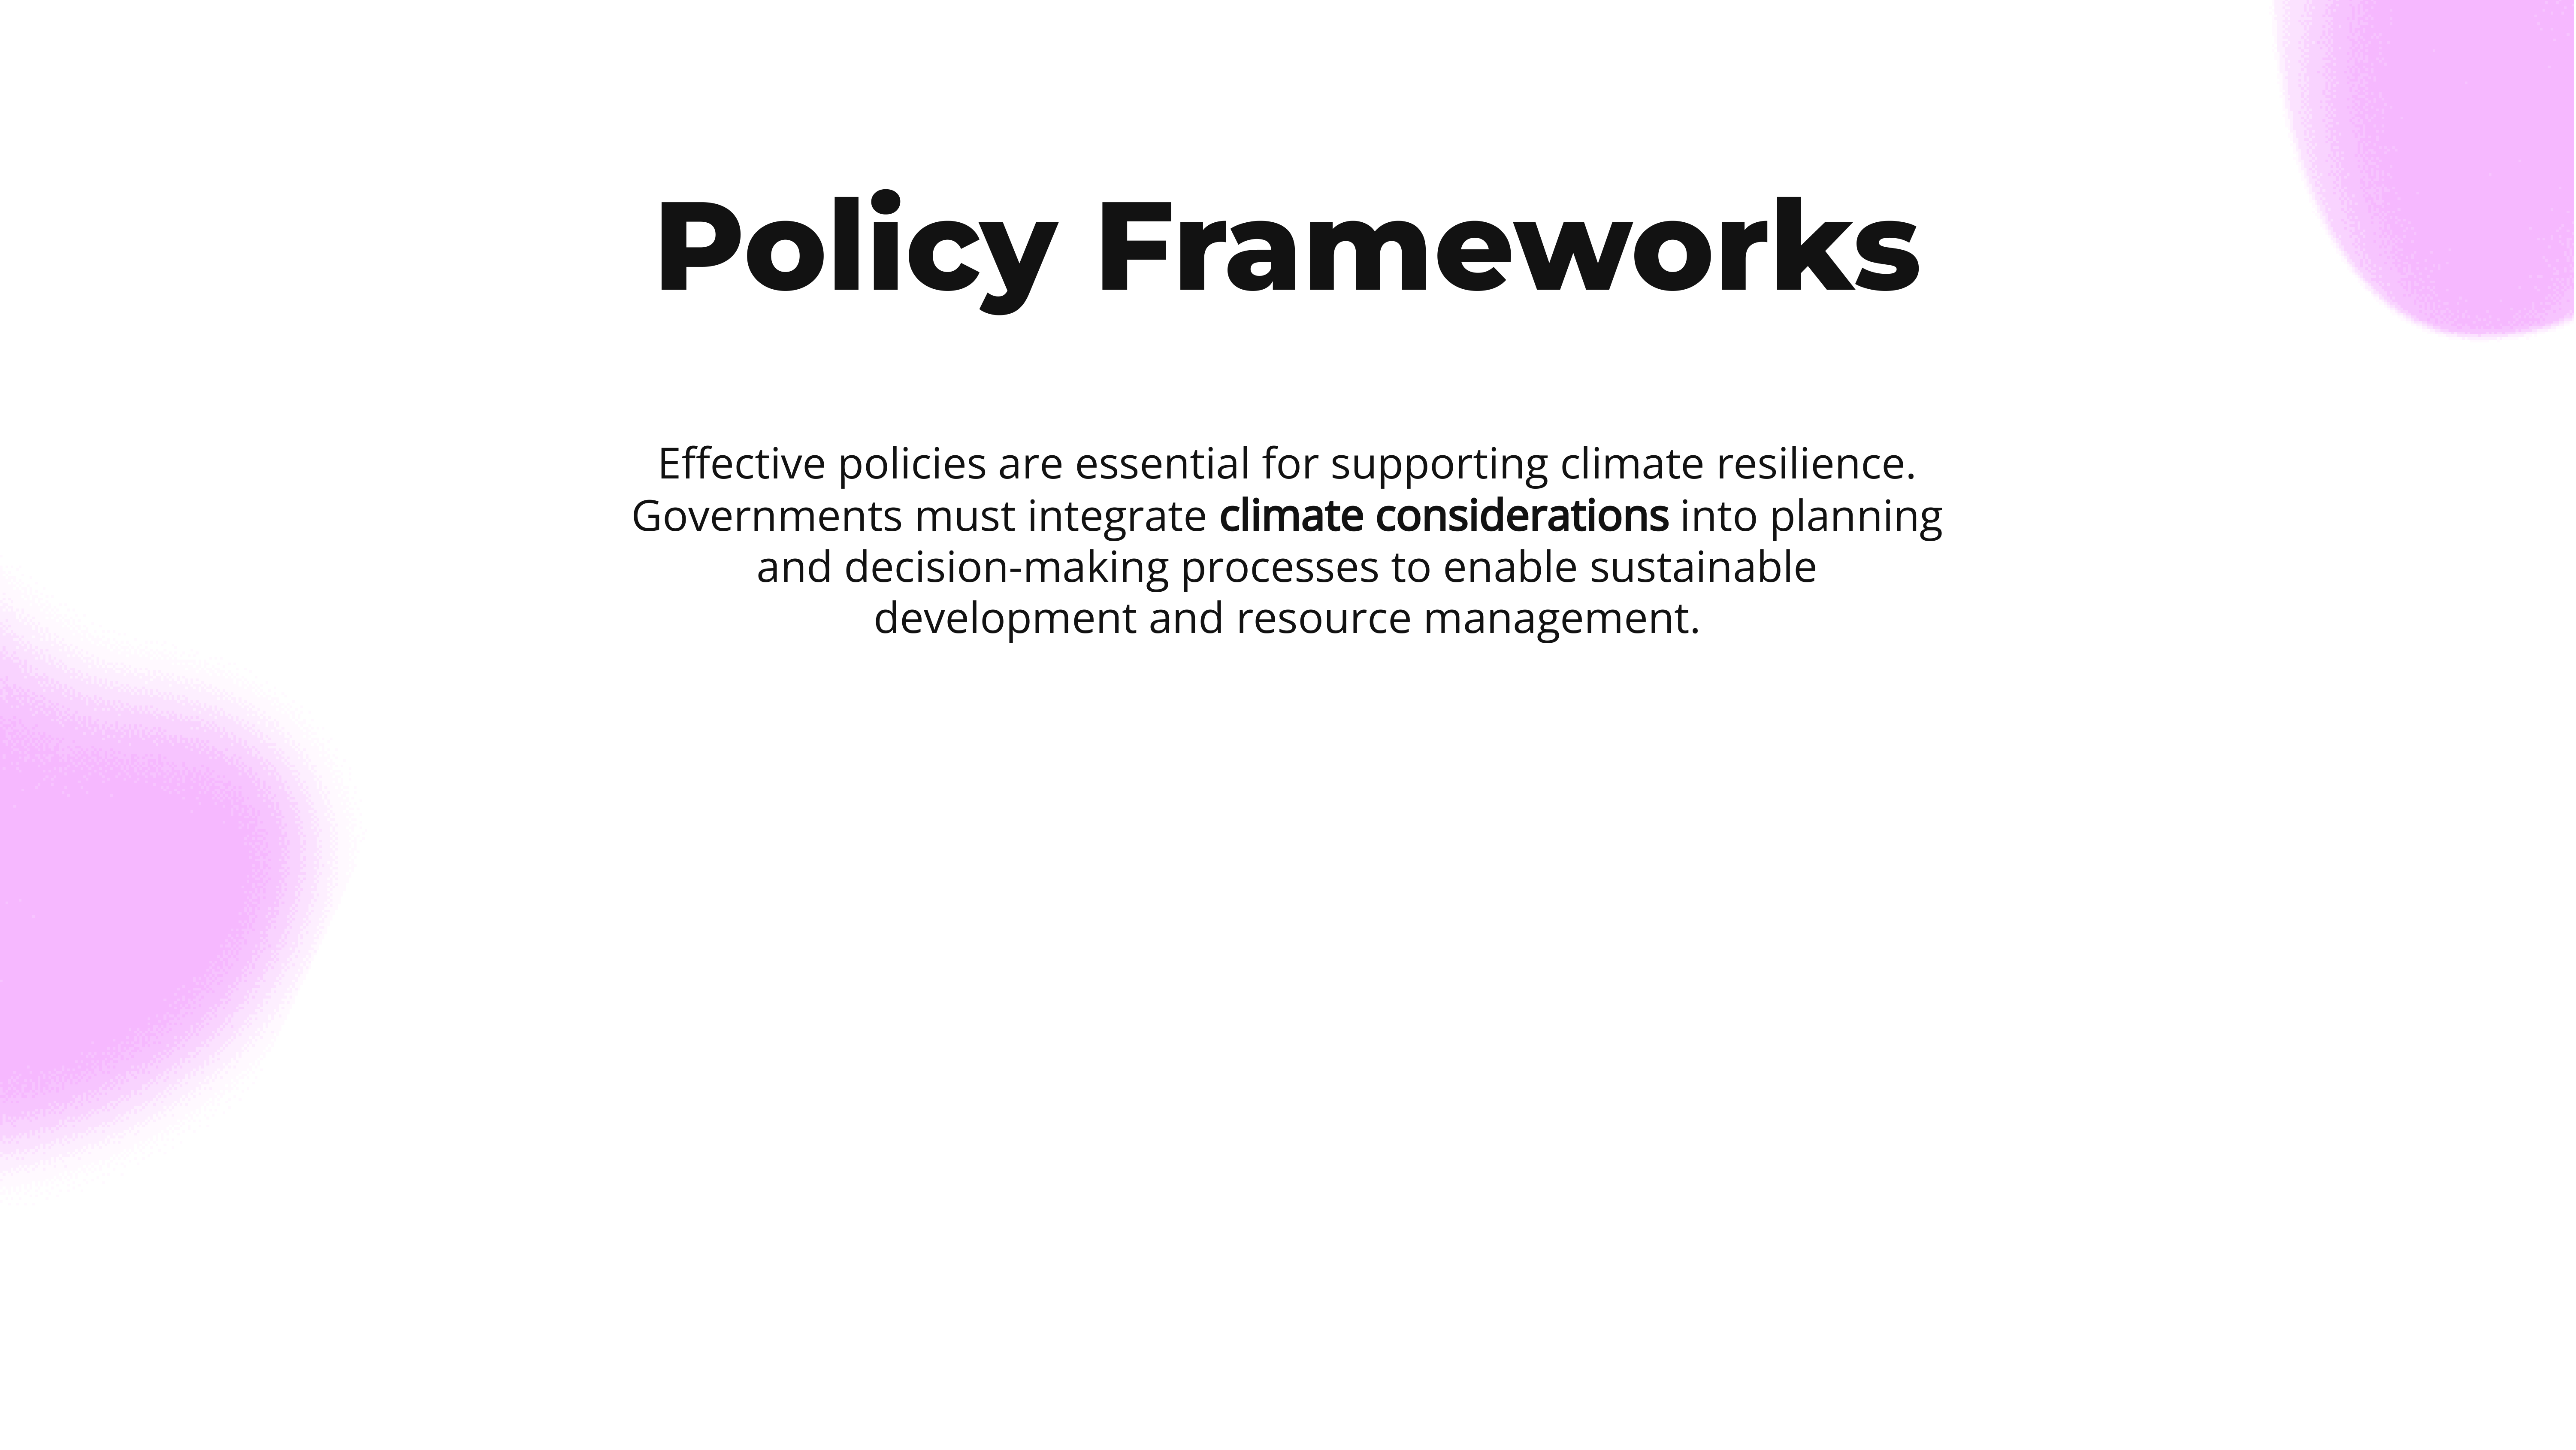 Policy Frameworks
Effective policies are essential for supporting climate resilience.
Governments must integrate climate considerations into planning
and decision-making processes to enable sustainable
development and resource management.